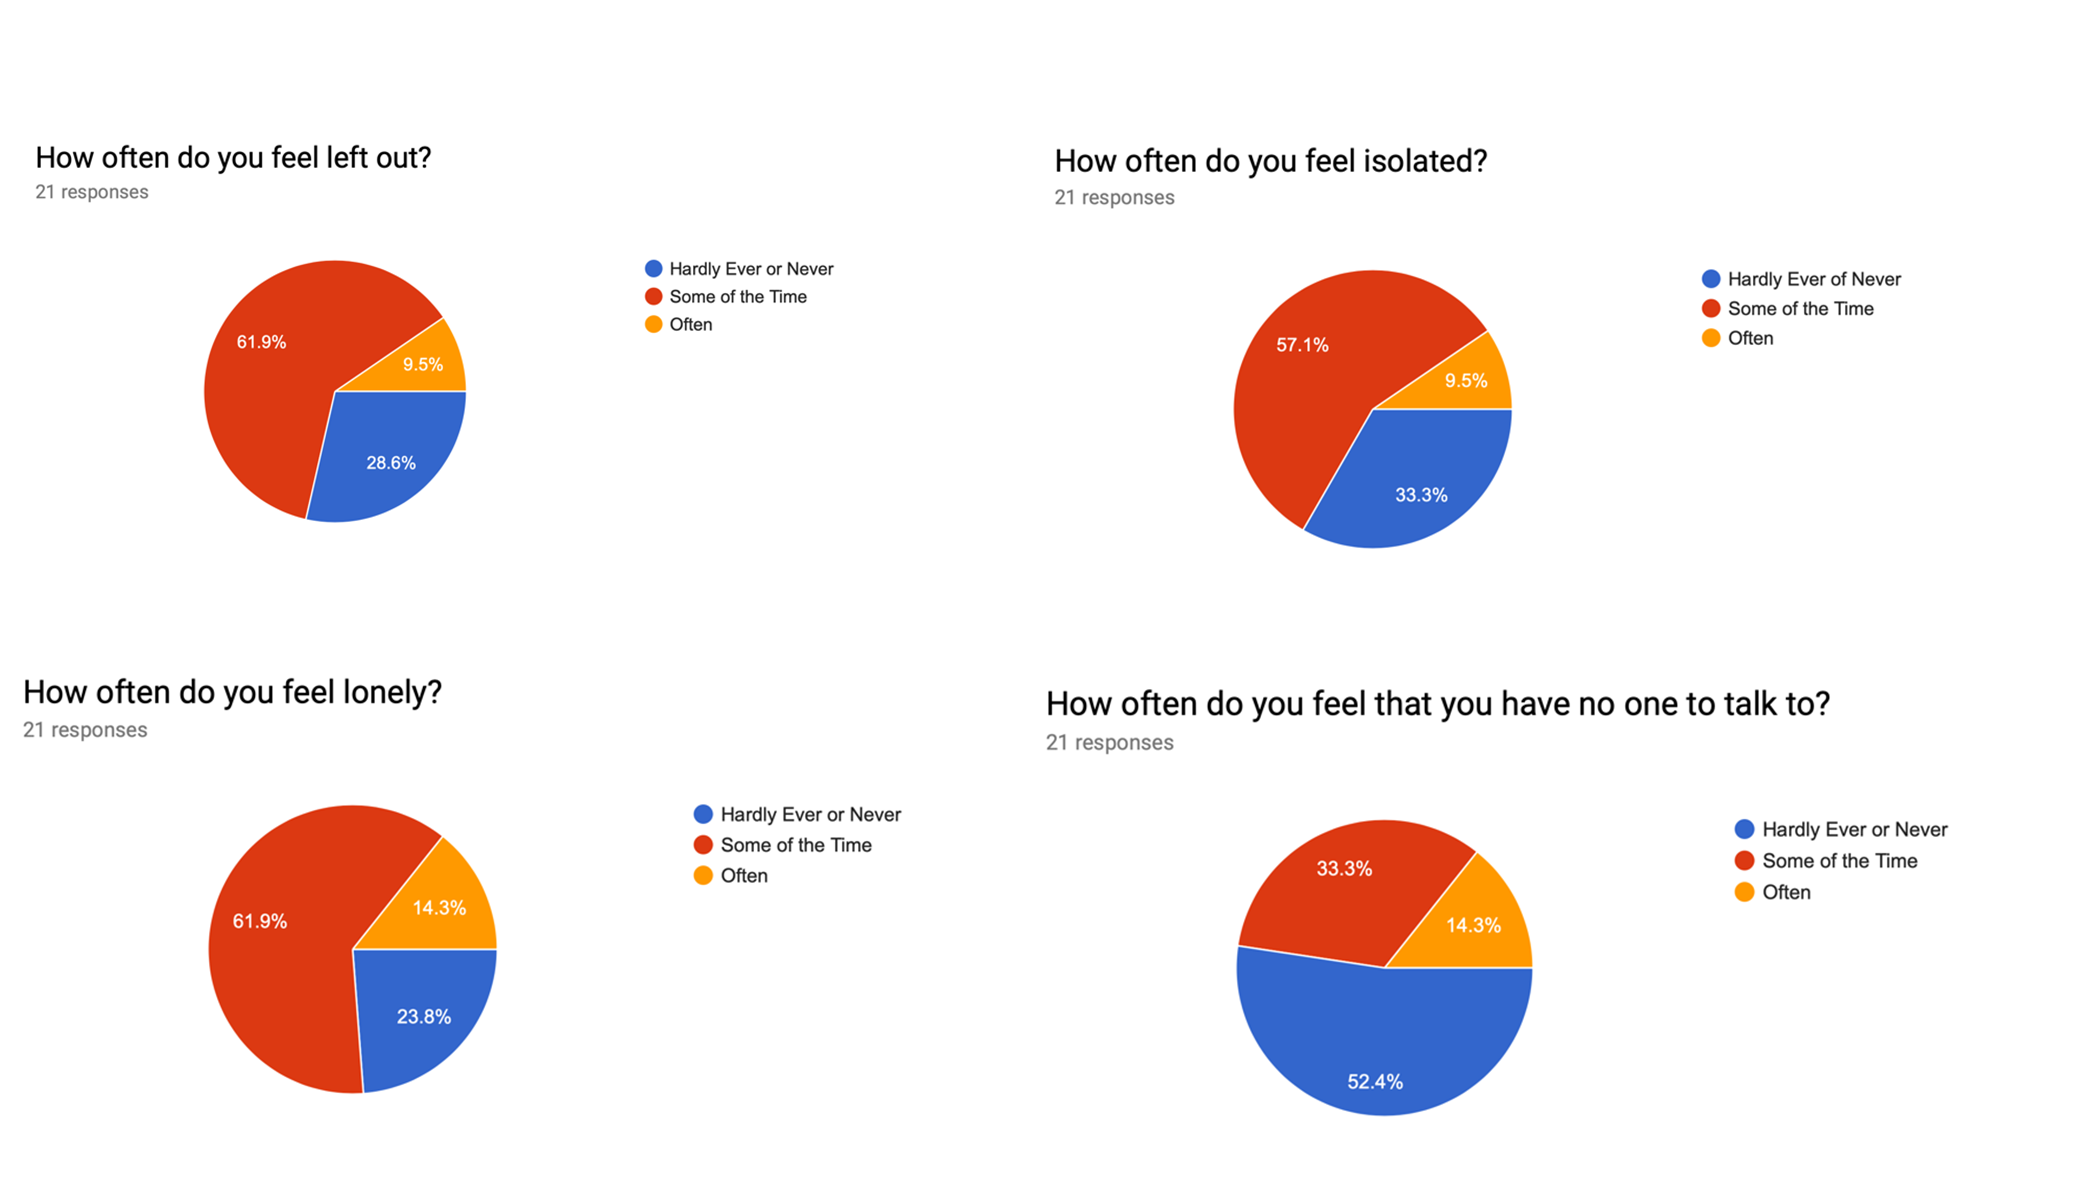 How often do you feel left out?
21 responses
Hardly Ever or Never
Some of the Time
Often
61.9%
9.5%
28.6%
How often do you feel isolated?
21 responses
Hardly Ever of Never
Some of the Time
Often
57.1%
9.5%
33.3%
How often do you feel lonely?
21 responses
Hardly Ever or Never
Some of the Time
Often
61.9%
14.3%
23.8%
How often do you feel that you have no one to talk to?
21 responses
Hardly Ever or Never
Some of the Time
Often
33.3%
14.3%
52.4%